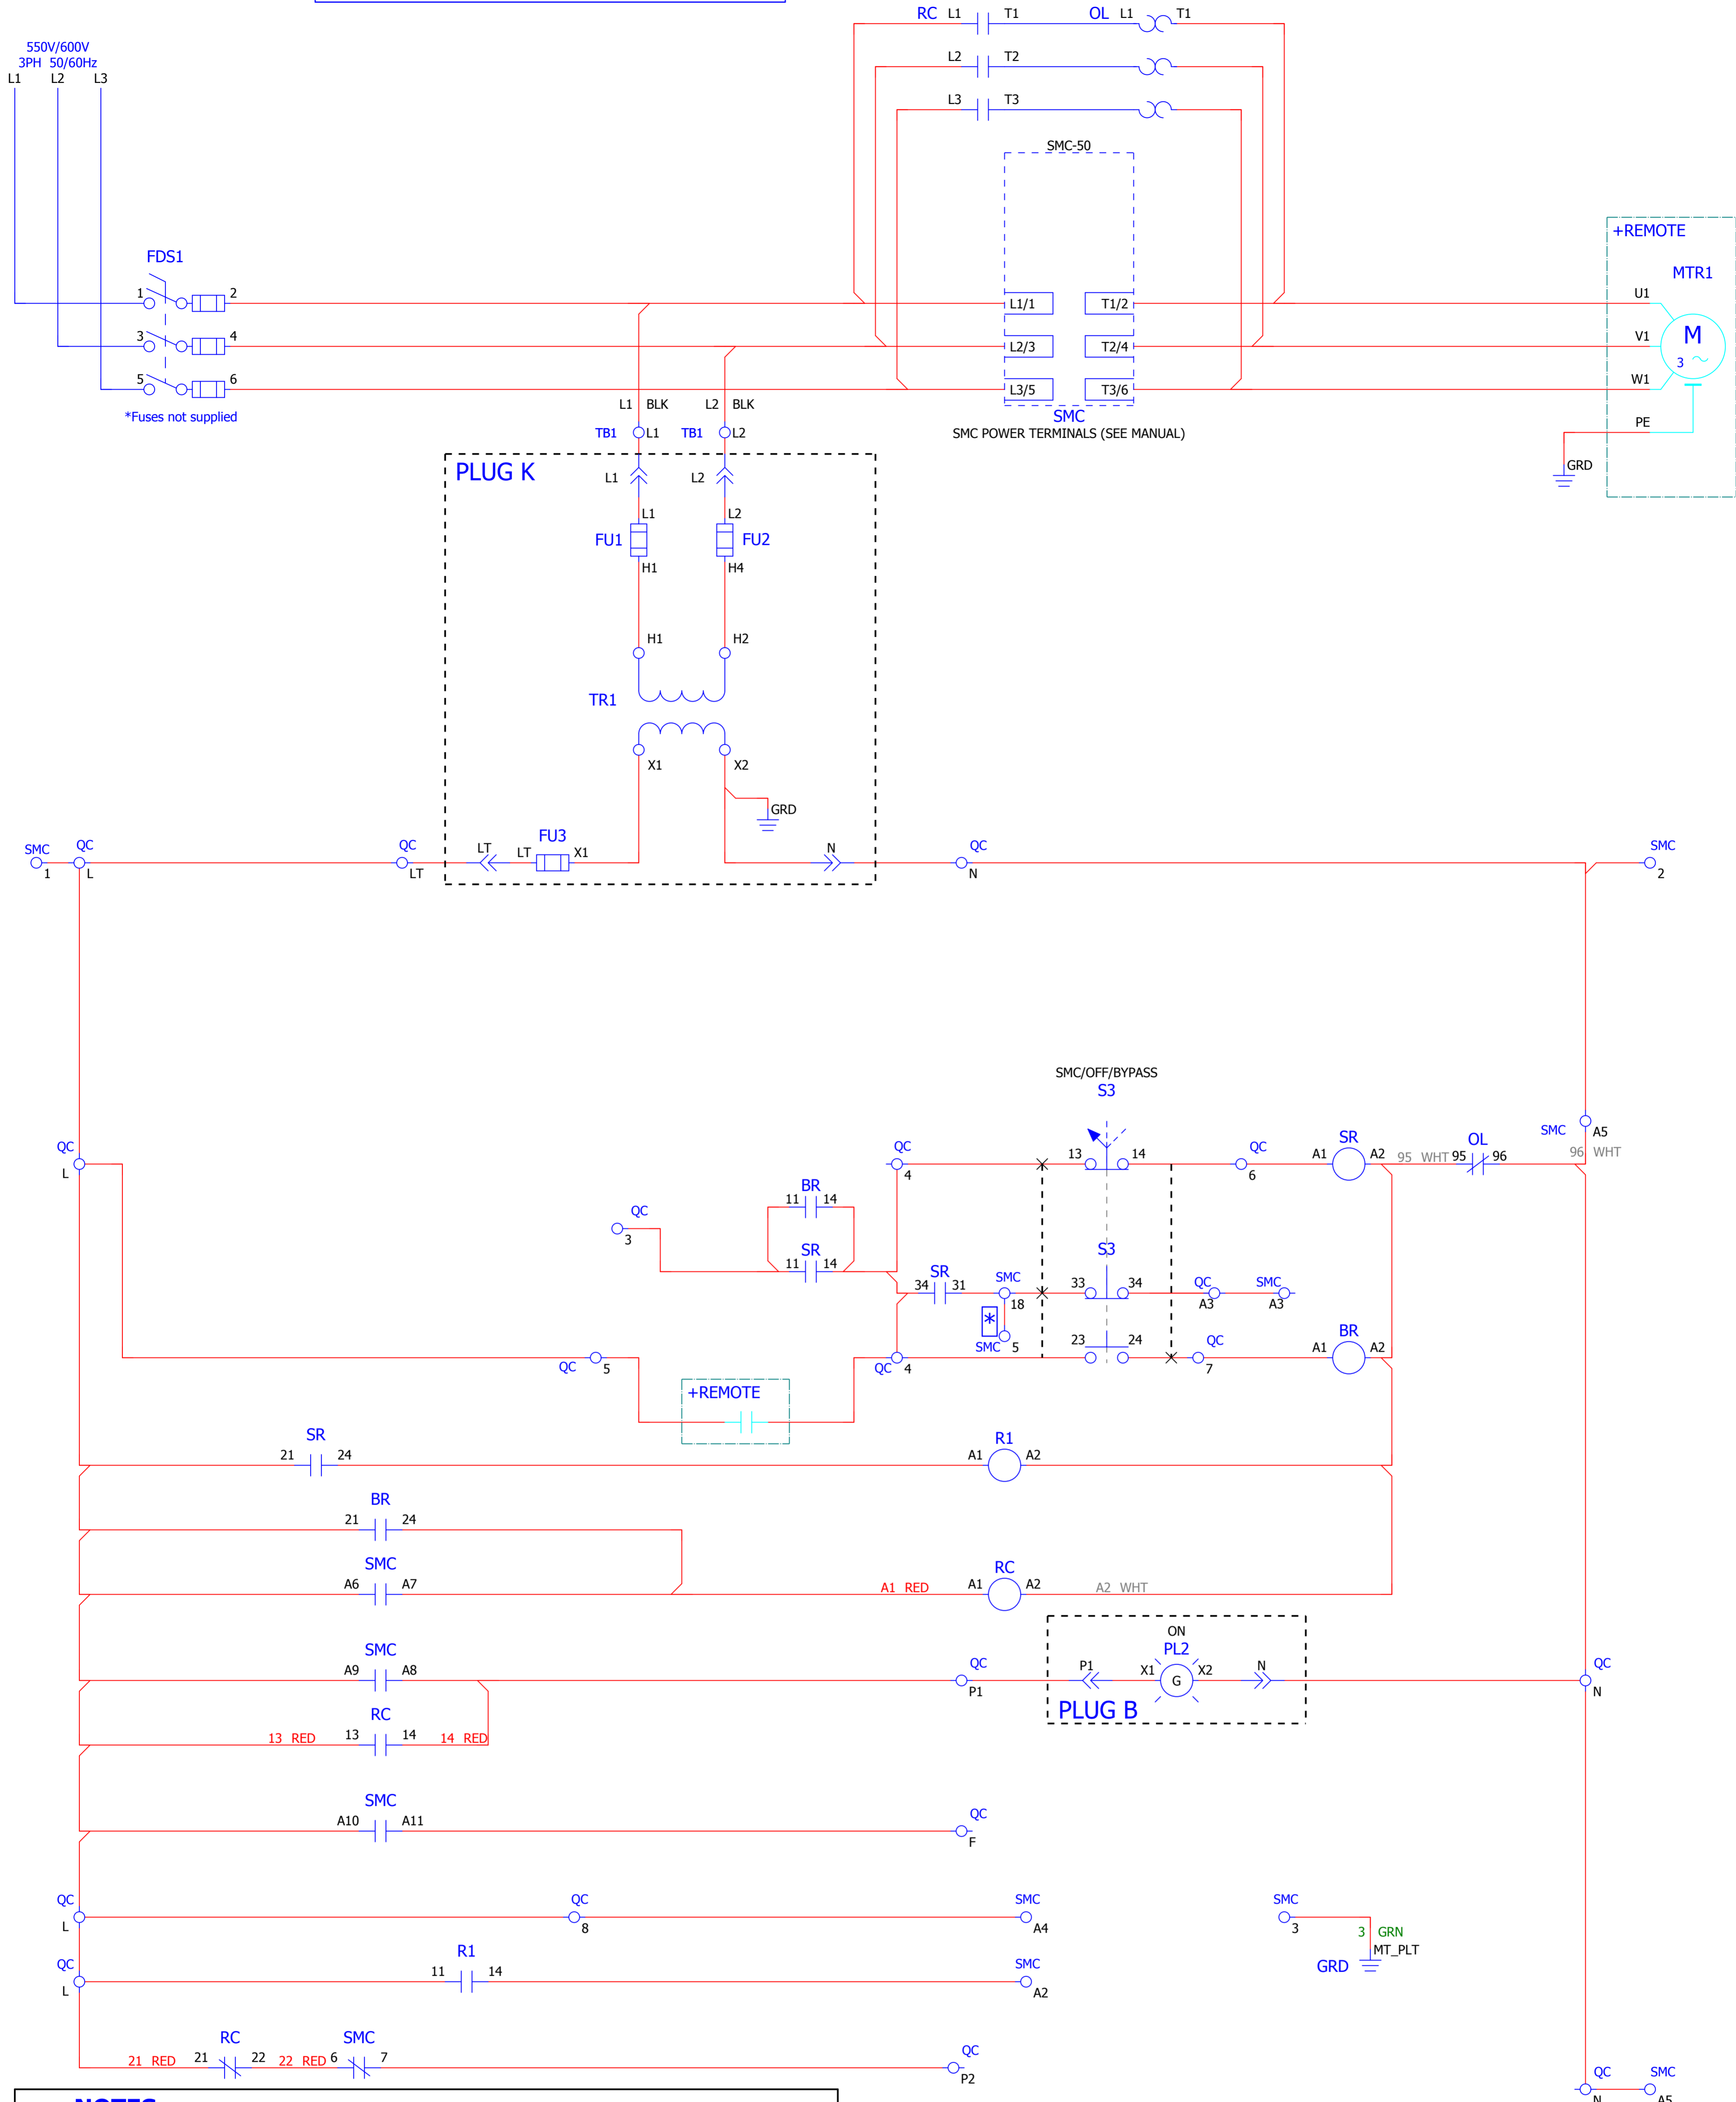 RC L1 T1 OL L1 T1
550V/600V
3PH 50/60Hz
L1 L2 L3
L2 T2
L3 T3
SMC-50
+REMOTE
MTR1
FDS1
1 2
3 4
5 6
*Fuses not supplied
L1/1 T1/2
L2/3 T2/4
L3/5 T3/6
SMC
SMC POWER TERMINALS (SEE MANUAL)
U1
V1
W1
PE
M
3
GRD
L1 BLK L2 BLK
TB1 L1 TB1 L2
PLUG K
L1 L2
L1 L2
FU1 FU2
H1 H4
H1 H2
TR1
X1 X2
GRD
SMC QC QC LT LT FU3 X1 N QC SMC
1 L LT N 2
SMC/OFF/BYPASS
S3
QC QC 13 14 QC SR SMC A5
L 4 6 A1 A2 95 WHT 95 OL 96 96 WHT
BR
11 14
QC
3
SR
11 14
S3
SR
34 31 SMC 33 34 QC SMC
18 A3 A3
*
SMC 5 23 24 QC BR
QC 5 QC 4 7 A1 A2
+REMOTE
SR R1
21 24 A1 A2
BR
21 24
SMC RC
A6 A7 A1 RED A1 A2 A2 WHT
ON
PL2
SMC
A9 A8 QC P1 X1 G X2 N QC
P1 N
PLUG B
RC
13 RED 13 14 14 RED
SMC
A10 A11 QC
F
QC QC SMC SMC
L 8 A4 3
3 GRN
MT_PLT
GRD
QC R1 SMC
L 11 14 A2
RC SMC
21 RED 21 22 22 RED 6 7 QC
P2
QC SMC
N A5
NOTES